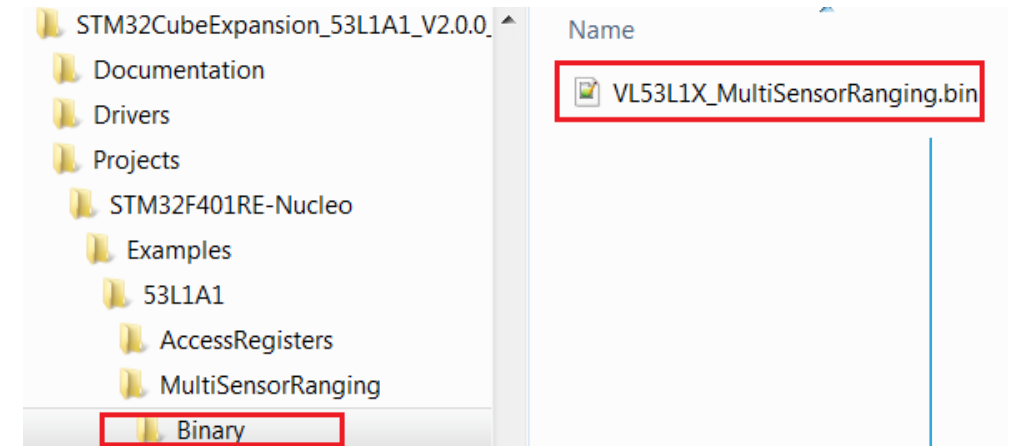 STM32CubeExpansion_53L1A1_V2.0.0_
Documentation
Drivers
Projects
STM32F401RE-Nucleo
Examples
53L1A1
AccessRegisters
MultiSensorRanging
Binary
Name
VL53L1X_MultiSensorRanging.bin